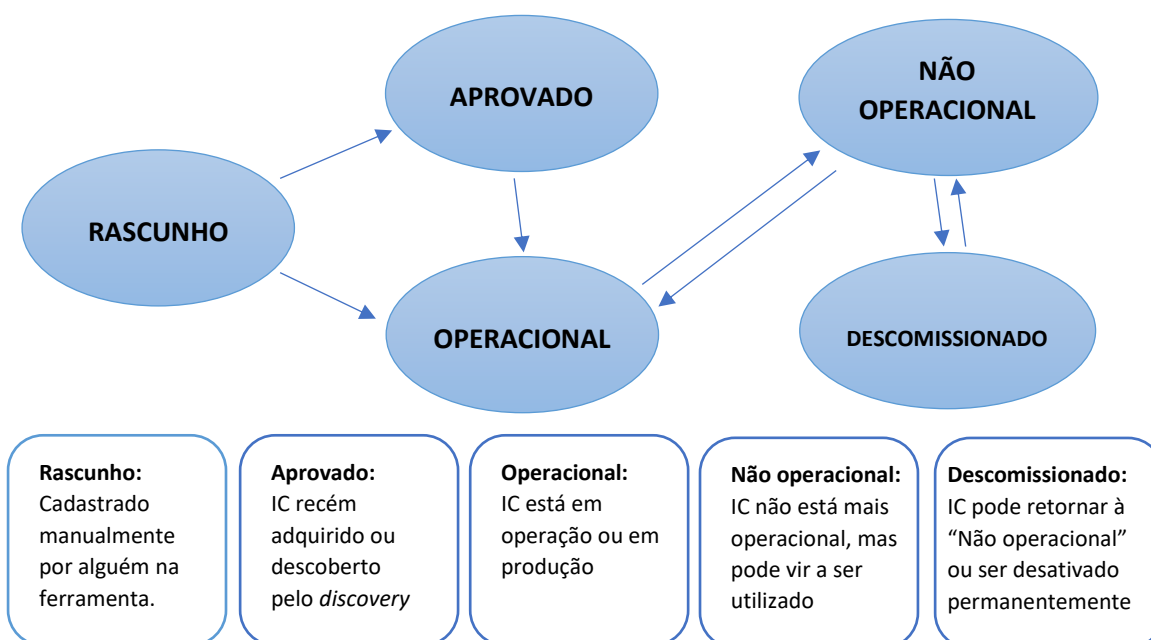 APROVADO
NÃO
OPERACIONAL
RASCUNHO
OPERACIONAL
DESCOMISSIONADO
Rascunho:
Cadastrado
manualmente
por alguém na
ferramenta.
Aprovado:
IC recém
adquirido ou
descoberto
pelo discovery
Operacional:
IC está em
operação ou em
produção
Não operacional:
IC não está mais
operacional, mas
pode vir a ser
utilizado
Descomissionado:
IC pode retornar à
“Não operacional”
ou ser desativado
permanentemente